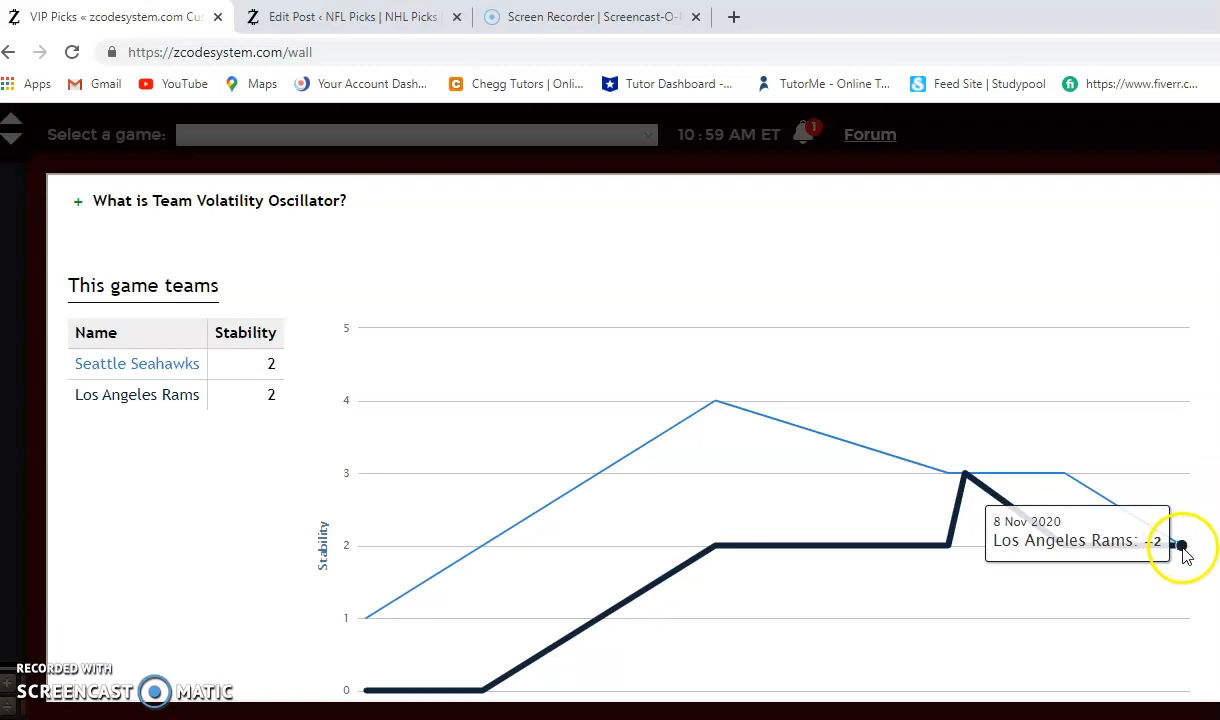 VIP Picks « zcodesystem.com Cus
Edit Post ‹ NFL Picks | NHL Picks
Screen Recorder | Screencast-O-
https://zcodesystem.com/wall
Apps
Gmail
YouTube
Maps
Your Account Dash...
Chegg Tutors | Onli...
Tutor Dashboard -...
TutorMe - Online T...
Feed Site | Studypool
https://www.fiverr.c...
Select a game:
10:59 AM ET
1
Forum
+ What is Team Volatility Oscillator?
This game teams
Name Stability
Seattle Seahawks 2
Los Angeles Rams 2
5
4
3
2
1
0
Stability
8 Nov 2020
Los Angeles Rams: +2
RECORDED WITH
SCREENCAST MATIC